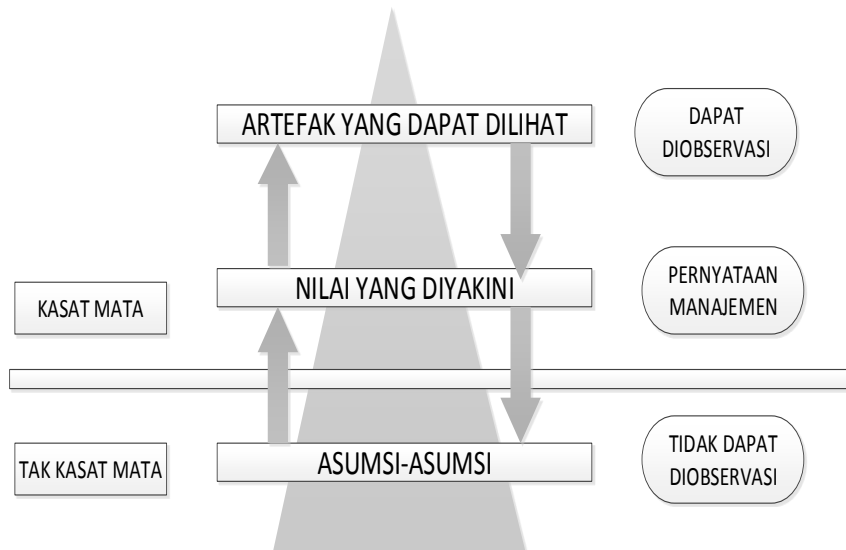 ARTEFAK YANG DAPAT DILIHAT
DAPAT
DIOBSERVASI
NILAI YANG DIYAKINI
PERNYATAAN
MANAJEMEN
KASAT MATA
ASUMSI-ASUMSI
TIDAK DAPAT
DIOBSERVASI
TAK KASAT MATA